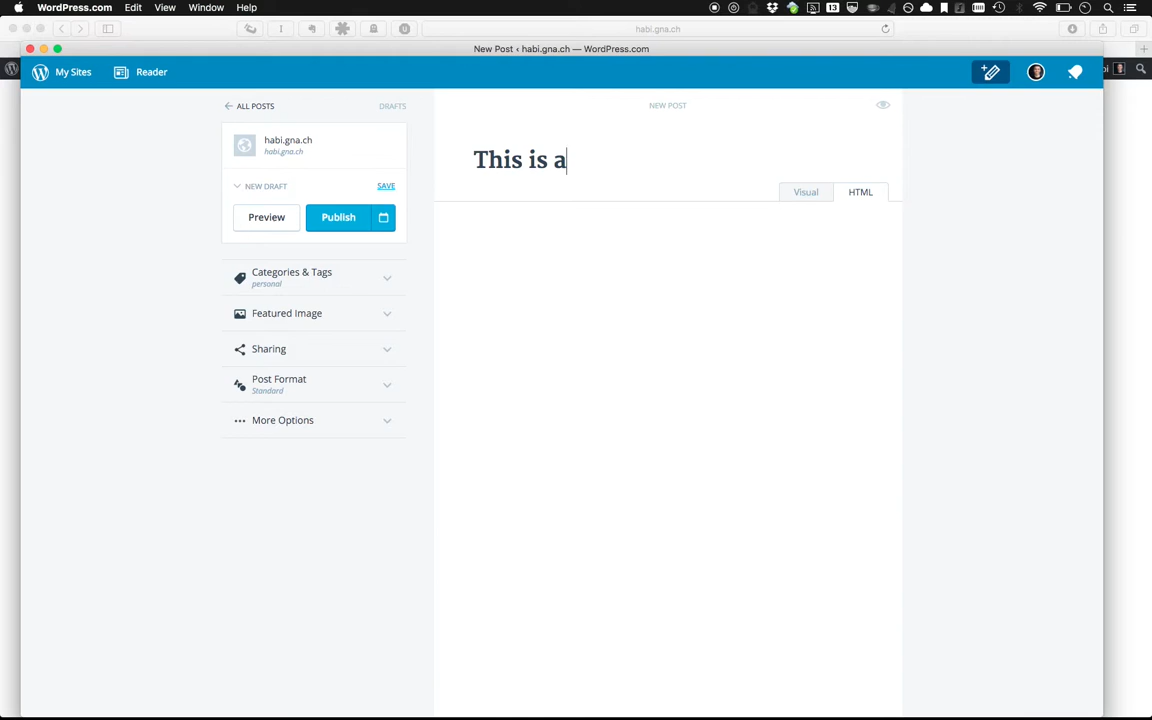 WordPress.com Edit View Window Help
13
habi.gna.ch
New Post ‹ habi.gna.ch — WordPress.com
My Sites Reader
ALL POSTS DRAFTS
NEW POST
habi.gna.ch
habi.gna.ch
This is a
NEW DRAFT SAVE
Visual HTML
Preview Publish
Categories & Tags
personal
Featured Image
Sharing
Post Format
Standard
More Options